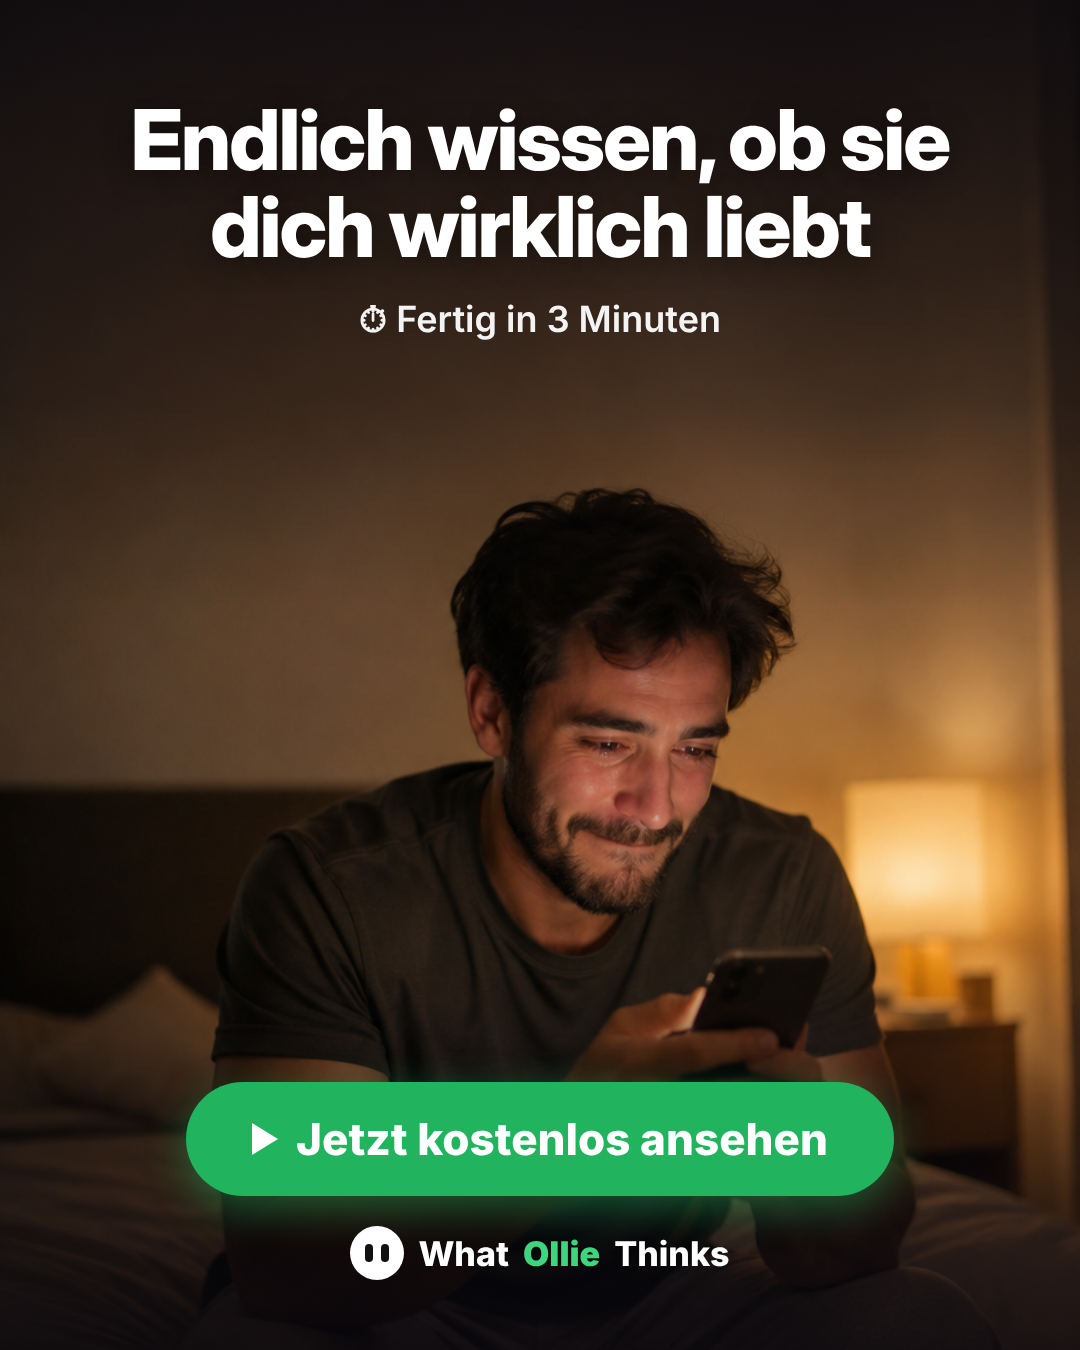 Endlich wissen, ob sie
dich wirklich liebt
⏱ Fertig in 3 Minuten
▶ Jetzt kostenlos ansehen
What Ollie Thinks